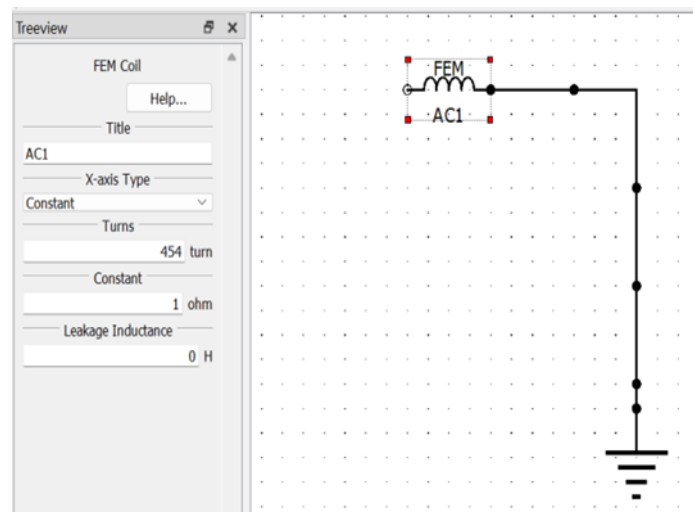 Treeview
FEM Coil
Help...
Title
AC1
X-axis Type
Constant
Turns
454 turn
Constant
1 ohm
Leakage Inductance
0 H
FEM
AC1